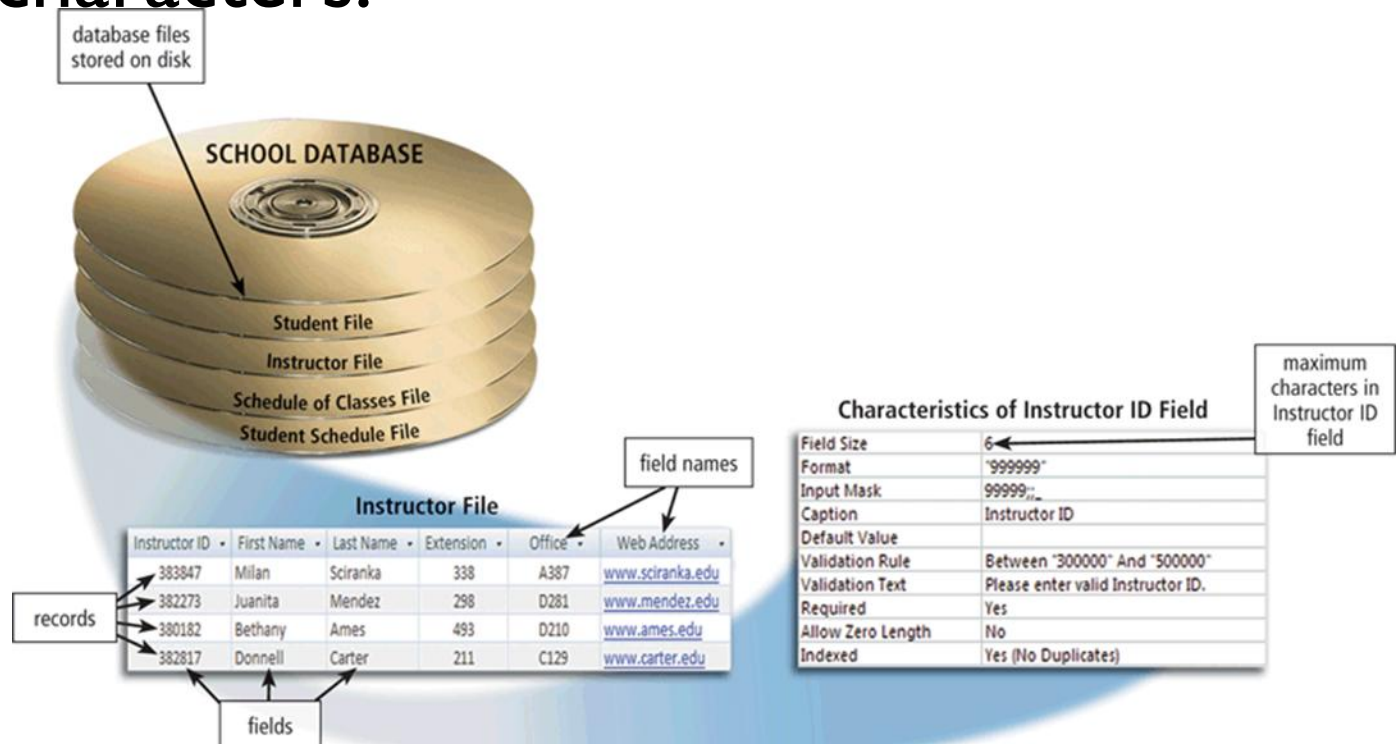 characters.
database files
stored on disk
SCHOOL DATABASE
Student File
Instructor File
Schedule of Classes File
Student Schedule File
field names
Instructor File
Instructor ID First Name Last Name Extension Office Web Address
383847 Milan Sciranka 338 A387 www.sciranka.edu
382273 Juanita Mendez 298 D281 www.mendez.edu
380182 Bethany Ames 493 D210 www.ames.edu
382817 Donnell Carter 211 C129 www.carter.edu
records
fields
maximum
characters in
Instructor ID
field
Characteristics of Instructor ID Field
Field Size 6
Format "999999"
Input Mask 99999;;_
Caption Instructor ID
Default Value
Validation Rule Between "300000" And "500000"
Validation Text Please enter valid Instructor ID.
Required Yes
Allow Zero Length No
Indexed Yes (No Duplicates)